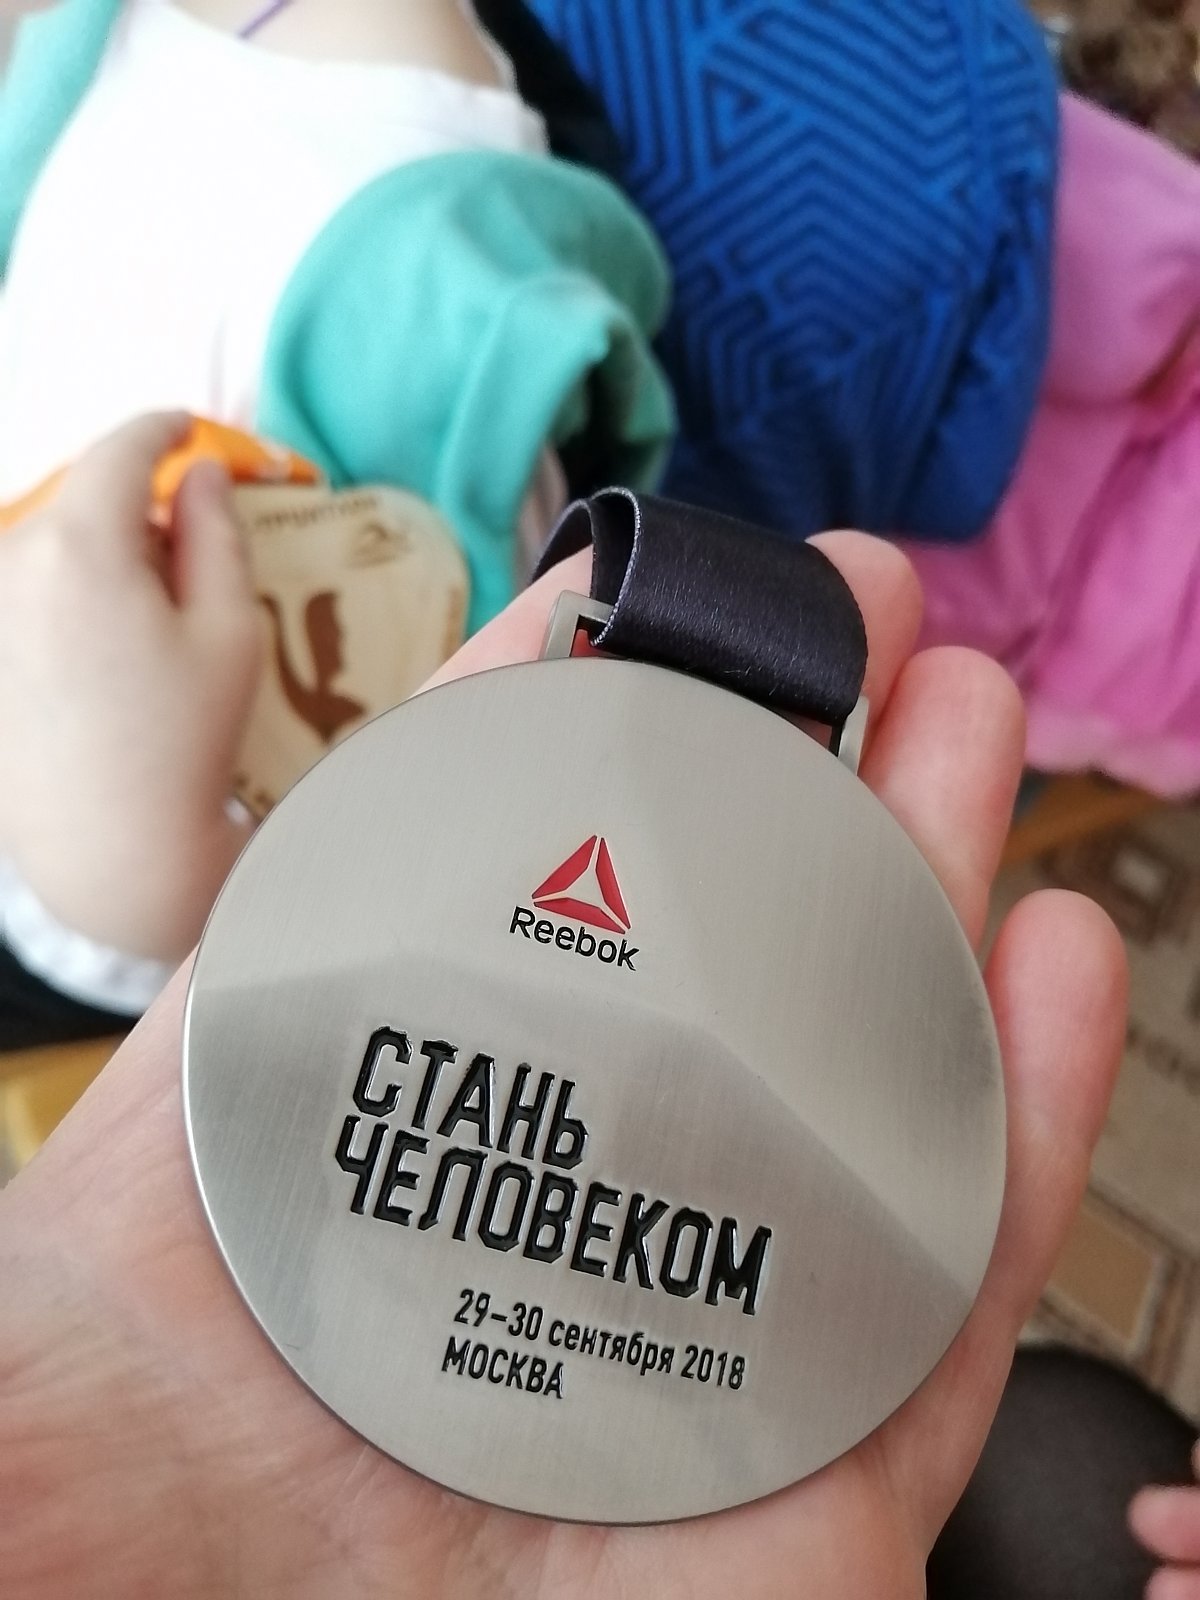 Reebok
СТАНЬ
ЧЕЛОВЕКОМ
29-30 сентября 2018
МОСКВА